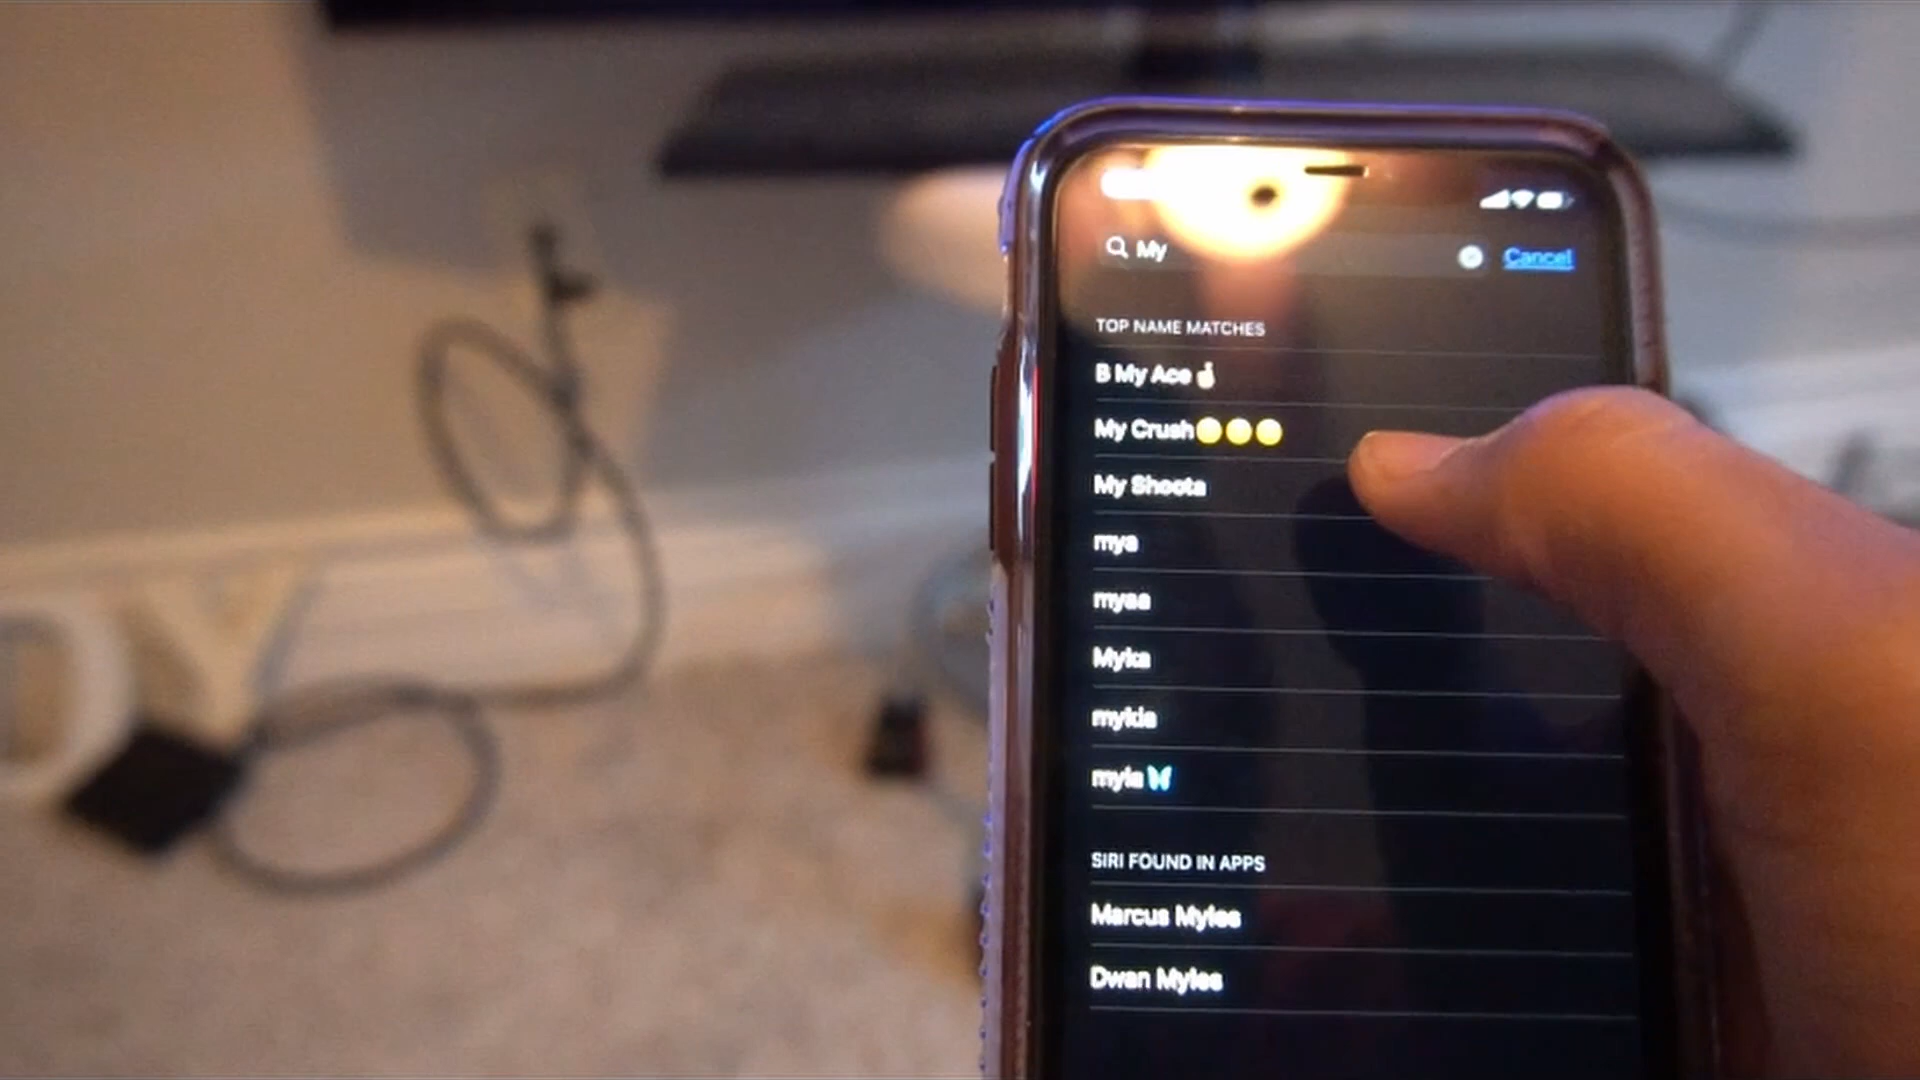 My
Cancel
TOP NAME MATCHES
B My Ace🤞
My Crush
My Shoota
mya
myaa
Myka
mykia
myla🦋
SIRI FOUND IN APPS
Marcus Myles
Dwan Myles